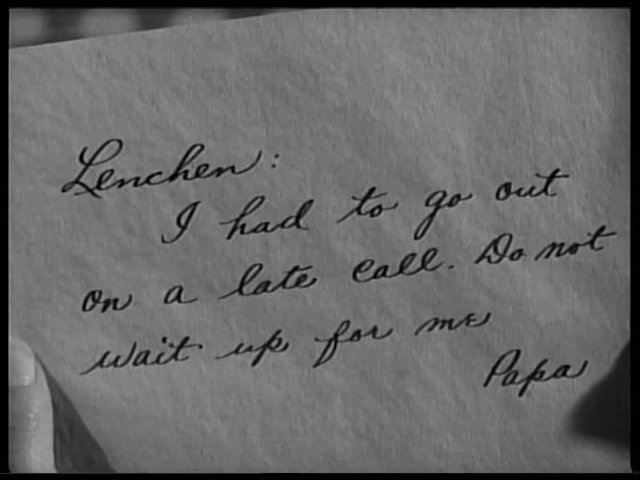 Lenchen:
I had to go out
on a late call. Do not
wait up for me
Papa